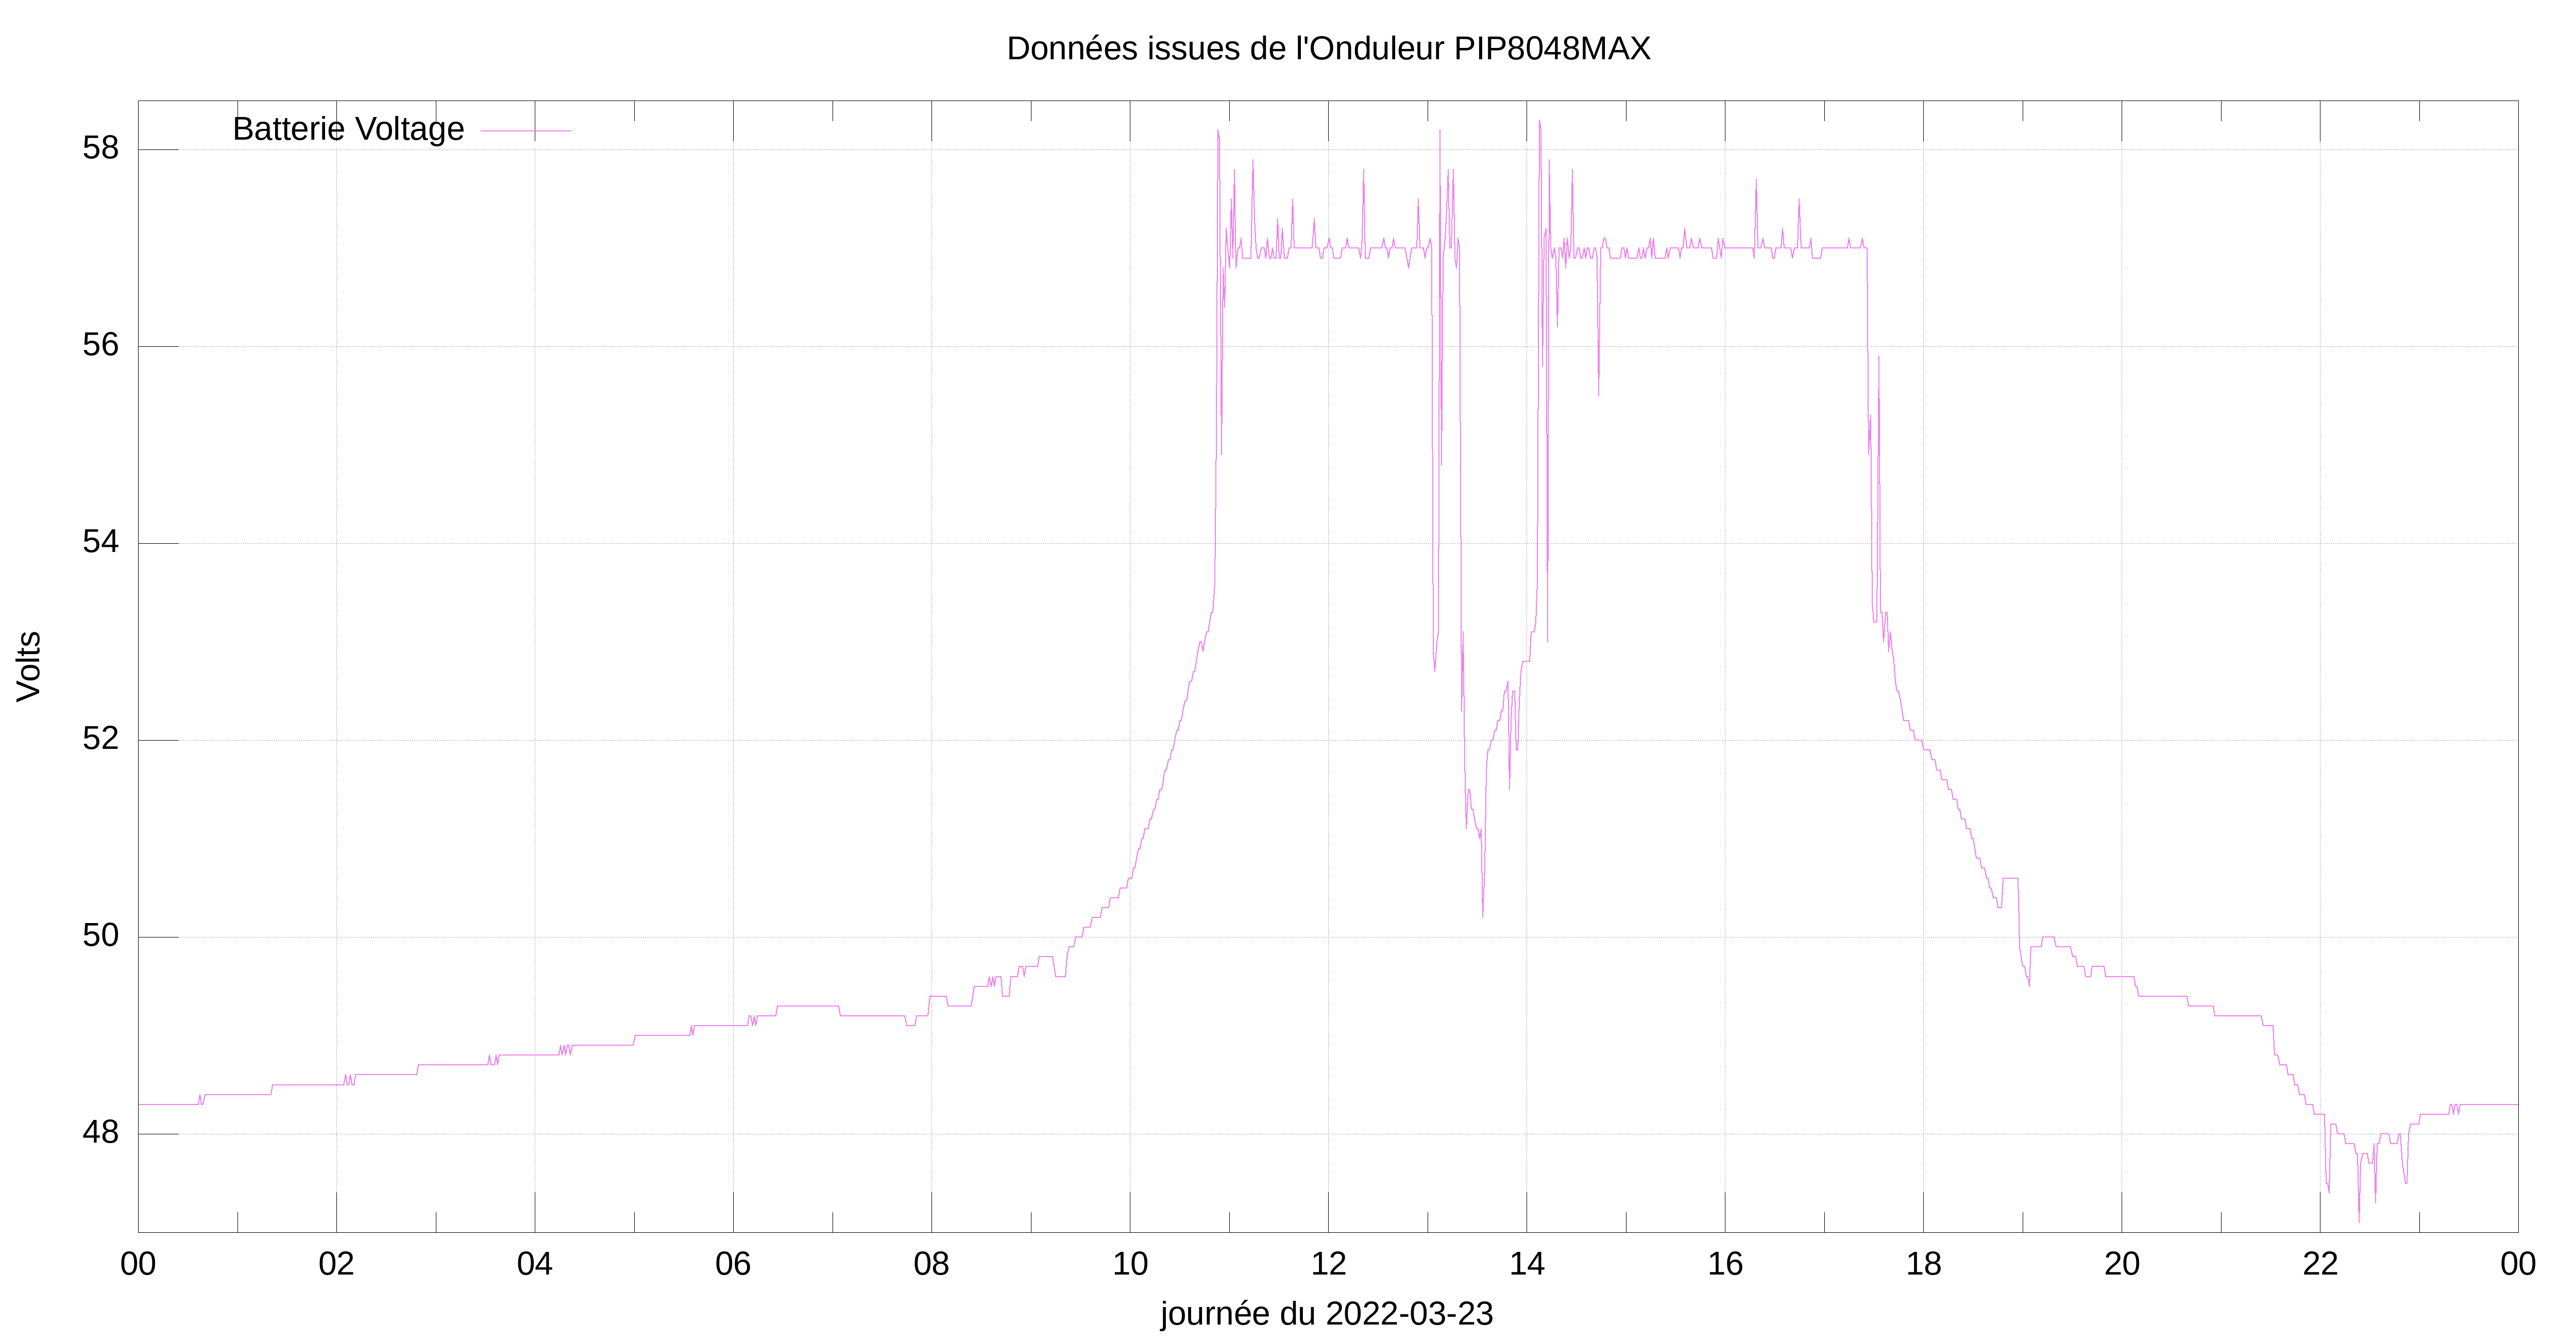 Données issues de l'Onduleur PIP8048MAX
Batterie Voltage
58
56
54
52
50
48
Volts
00 02 04 06 08 10 12 14 16 18 20 22 00
journée du 2022-03-23